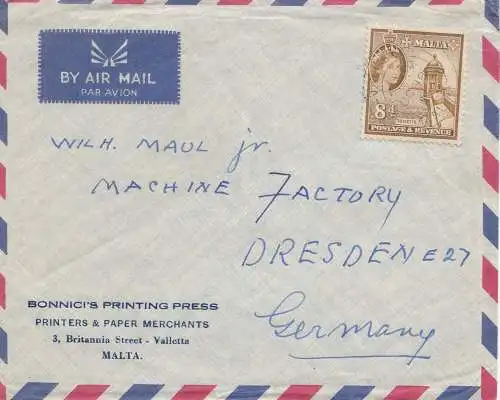 BY AIR MAIL
PAR AVION
MALTA
8d
POSTAGE & REVENUE
WILH. MAUL jr.
MACHINE FACTORY
DRESDEN E 27
Germany
BONNICI'S PRINTING PRESS
PRINTERS & PAPER MERCHANTS
3, Britannia Street - Valletta
MALTA.